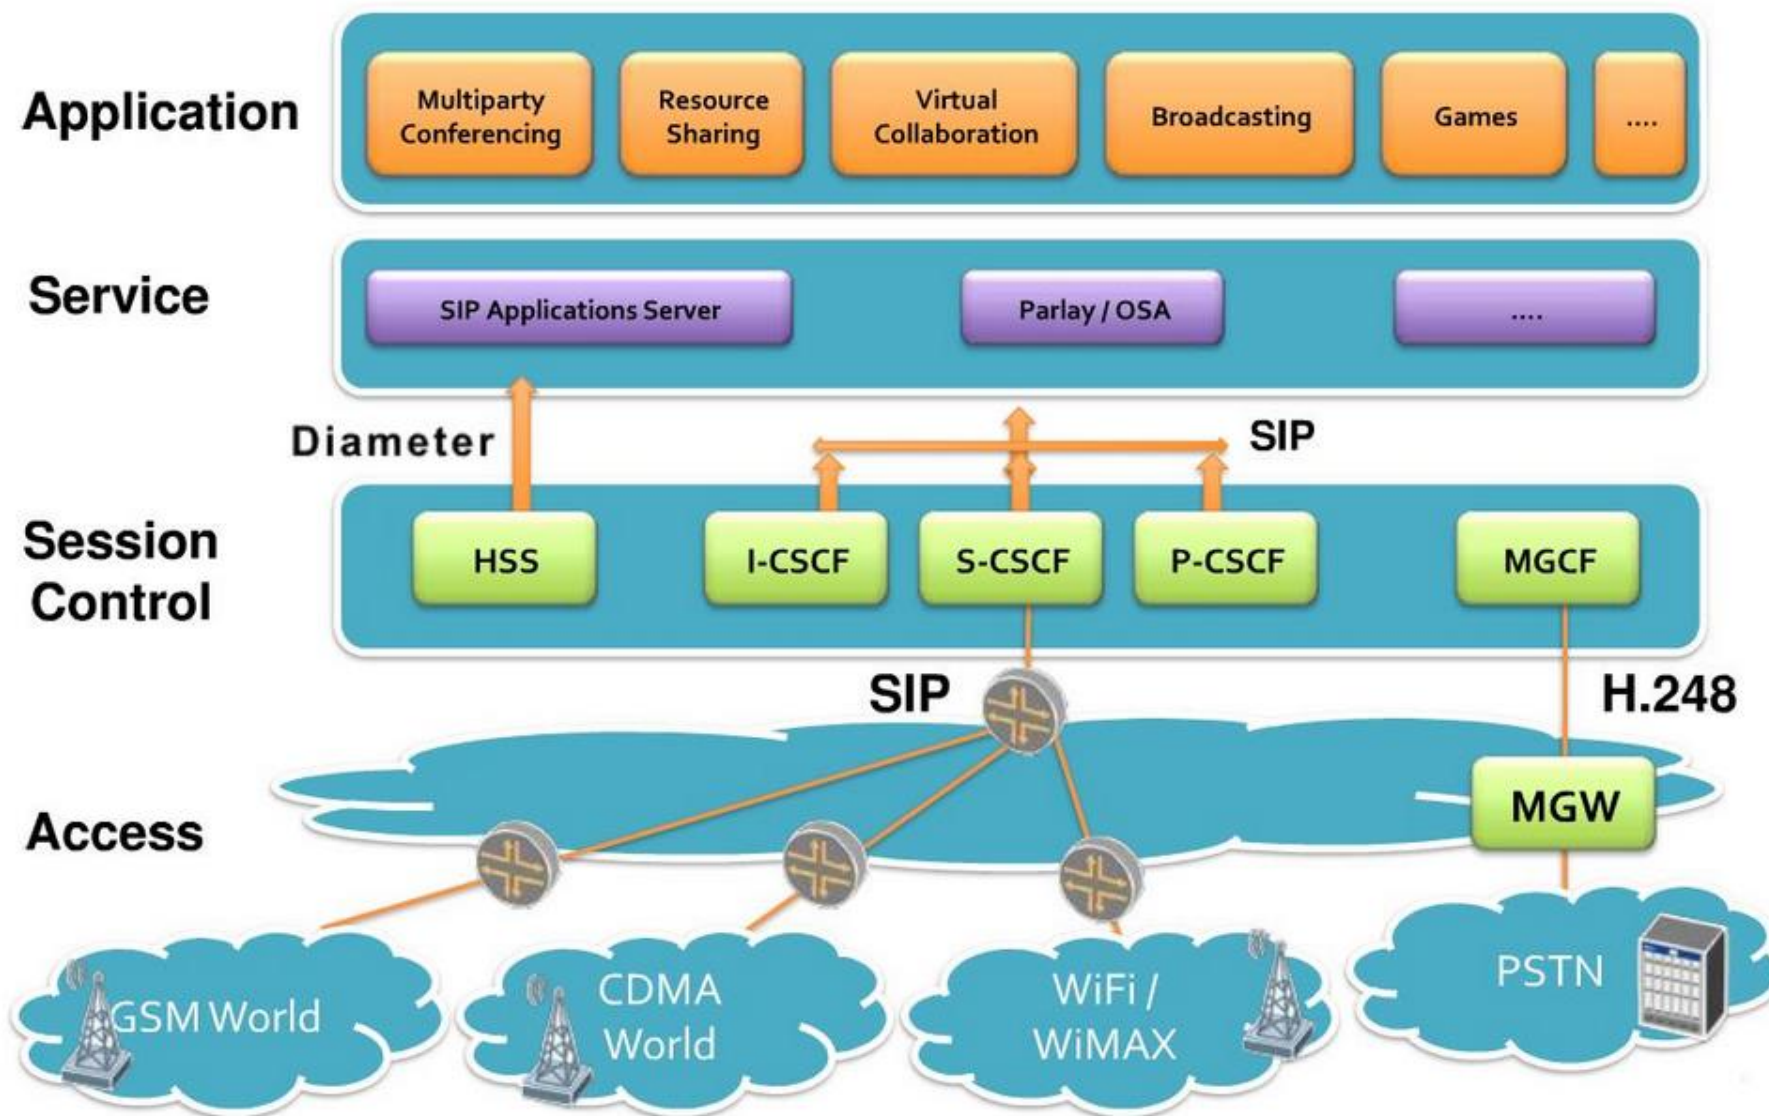 Application
Multiparty
Conferencing
Resource
Sharing
Virtual
Collaboration
Broadcasting
Games
....
Service
SIP Applications Server
Parlay / OSA
....
Diameter
SIP
Session
Control
HSS
I-CSCF
S-CSCF
P-CSCF
MGCF
SIP
H.248
Access
MGW
GSM World
CDMA
World
WiFi /
WiMAX
PSTN